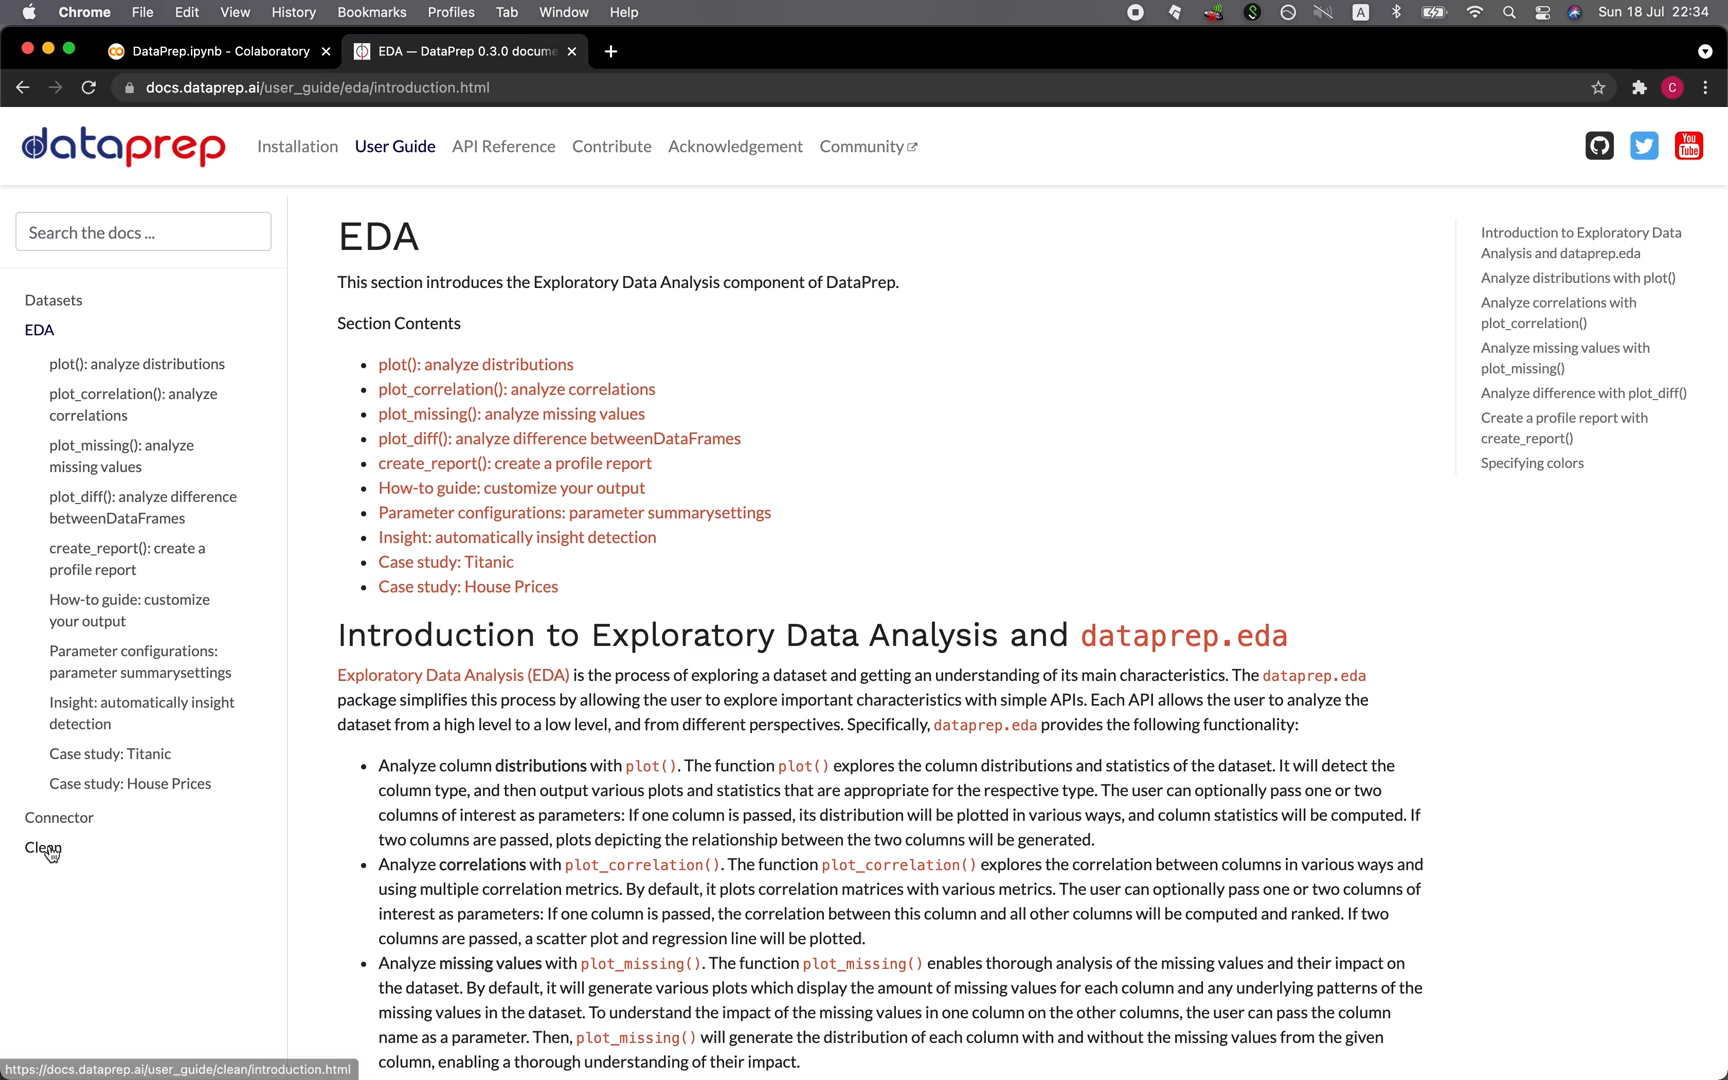 Chrome File Edit View History Bookmarks Profiles Tab Window Help
A Sun 18 Jul 22:34
DataPrep.ipynb - Colaboratory
EDA — DataPrep 0.3.0 docume
docs.dataprep.ai/user_guide/eda/introduction.html
C
dataprep
Installation User Guide API Reference Contribute Acknowledgement Community
You Tube
Search the docs ...
Datasets
EDA
plot(): analyze distributions
plot_correlation(): analyze
correlations
plot_missing(): analyze
missing values
plot_diff(): analyze difference
betweenDataFrames
create_report(): create a
profile report
How-to guide: customize
your output
Parameter configurations:
parameter summarysettings
Insight: automatically insight
detection
Case study: Titanic
Case study: House Prices
Connector
Clean
EDA
This section introduces the Exploratory Data Analysis component of DataPrep.
Section Contents
• plot(): analyze distributions
• plot_correlation(): analyze correlations
• plot_missing(): analyze missing values
• plot_diff(): analyze difference betweenDataFrames
• create_report(): create a profile report
• How-to guide: customize your output
• Parameter configurations: parameter summarysettings
• Insight: automatically insight detection
• Case study: Titanic
• Case study: House Prices
Introduction to Exploratory Data Analysis and dataprep.eda
Exploratory Data Analysis (EDA) is the process of exploring a dataset and getting an understanding of its main characteristics. The dataprep.eda
package simplifies this process by allowing the user to explore important characteristics with simple APIs. Each API allows the user to analyze the
dataset from a high level to a low level, and from different perspectives. Specifically, dataprep.eda provides the following functionality:
• Analyze column distributions with plot(). The function plot() explores the column distributions and statistics of the dataset. It will detect the
column type, and then output various plots and statistics that are appropriate for the respective type. The user can optionally pass one or two
columns of interest as parameters: If one column is passed, its distribution will be plotted in various ways, and column statistics will be computed. If
two columns are passed, plots depicting the relationship between the two columns will be generated.
• Analyze correlations with plot_correlation(). The function plot_correlation() explores the correlation between columns in various ways and
using multiple correlation metrics. By default, it plots correlation matrices with various metrics. The user can optionally pass one or two columns of
interest as parameters: If one column is passed, the correlation between this column and all other columns will be computed and ranked. If two
columns are passed, a scatter plot and regression line will be plotted.
• Analyze missing values with plot_missing(). The function plot_missing() enables thorough analysis of the missing values and their impact on
the dataset. By default, it will generate various plots which display the amount of missing values for each column and any underlying patterns of the
missing values in the dataset. To understand the impact of the missing values in one column on the other columns, the user can pass the column
name as a parameter. Then, plot_missing() will generate the distribution of each column with and without the missing values from the given
column, enabling a thorough understanding of their impact.
Introduction to Exploratory Data
Analysis and dataprep.eda
Analyze distributions with plot()
Analyze correlations with
plot_correlation()
Analyze missing values with
plot_missing()
Analyze difference with plot_diff()
Create a profile report with
create_report()
Specifying colors
https://docs.dataprep.ai/user_guide/clean/introduction.html